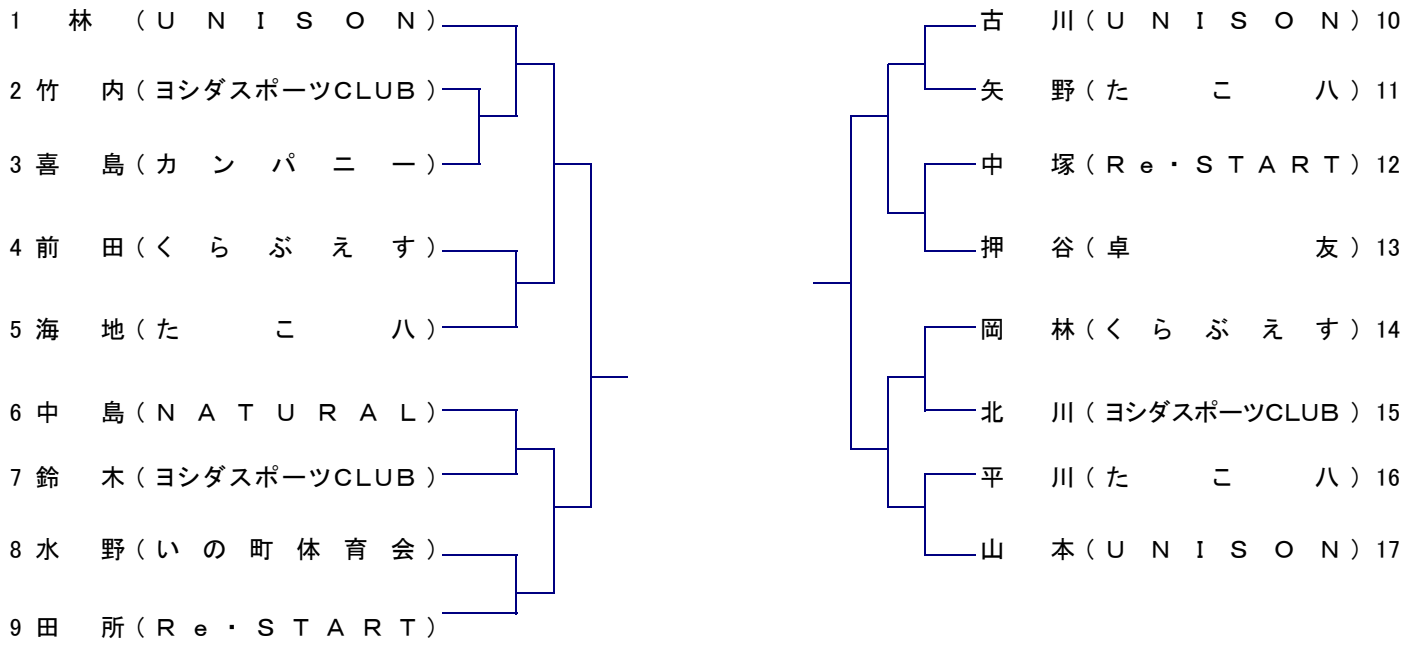 1 林 (UNISON)
2 竹 内(ヨシダスポーツCLUB)
3 喜 島(カンパニー)
4 前 田(くらぶえす)
5 海 地(たこ八)
6 中 島(NATURAL)
7 鈴 木(ヨシダスポーツCLUB)
8 水 野(いの町体育会)
9 田 所(Re・START)
古 川(UNISON)10
矢 野(たこ八)11
中 塚(Re・START)12
押 谷(卓友)13
岡 林(くらぶえす)14
北 川(ヨシダスポーツCLUB)15
平 川(たこ八)16
山 本(UNISON)17